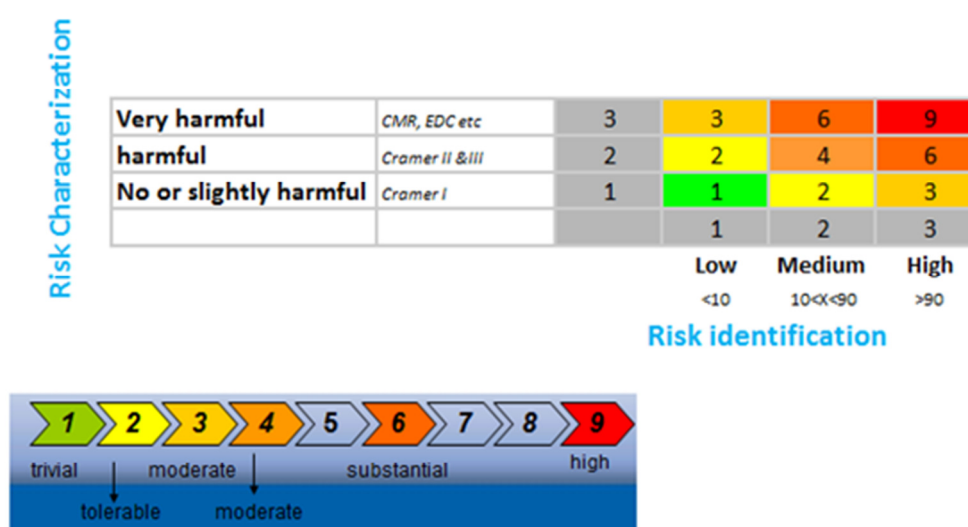 Risk Characterization
Very harmful CMR, EDC etc 3 3 6 9
harmful Cramer II &III 2 2 4 6
No or slightly harmful Cramer I 1 1 2 3
1 2 3
Low Medium High
<10 10<X<90 >90
Risk identification
1 2 3 4 5 6 7 8 9
trivial moderate substantial high
tolerable moderate